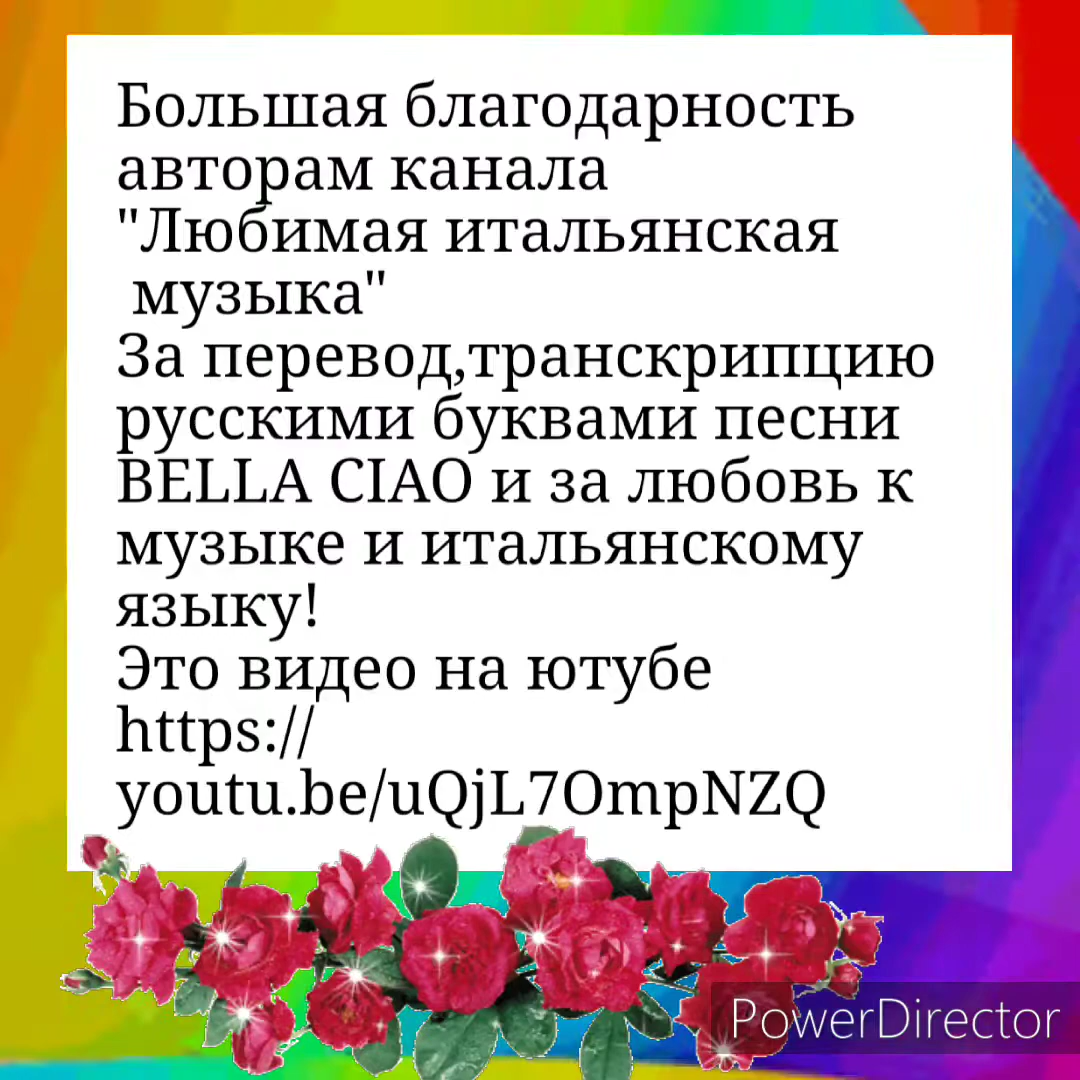 Большая благодарность
авторам канала
"Любимая итальянская
музыка"
За перевод,транскрипцию
русскими буквами песни
BELLA CIAO и за любовь к
музыке и итальянскому
языку!
Это видео на ютубе
https://
youtu.be/uQjL7OmpNZQ
PowerDirector